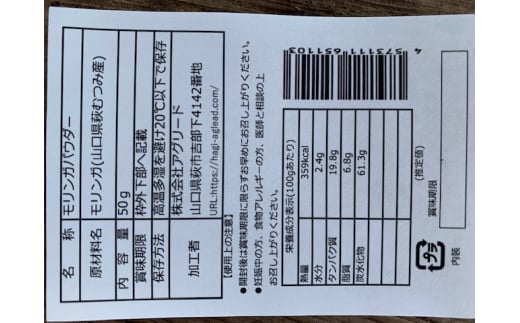 名 称 モリンガパウダー
原材料名 モリンガ(山口県萩むつみ産)
内 容 量 50g
賞味期限 枠外下部へ記載
保存方法 高温多湿を避け20℃以下で保存
加工者 株式会社アグリード
山口県萩市吉部下4142番地
URL:https://hagi-aglead.com/
【使用上の注意】
●開封後は賞味期限に限らずお早めにお召し上がりください。
●妊娠中の方、食物アレルギーの方、医師と相談の上
お召し上がりください。
栄養成分表示(100gあたり)
熱量 359kcal
水分 2.4g
タンパク質 19.8g
脂質 6.8g
炭水化物 61.3g
(推定値)
4573111651103
賞味期限
プラ
内装